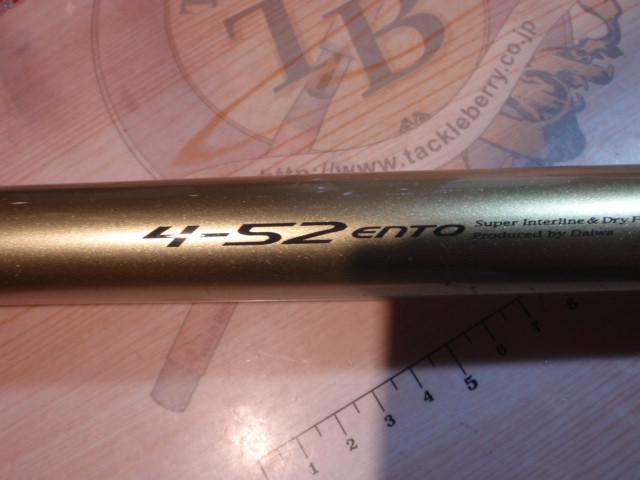 TB
http://www.tackleberry.co.jp
4-52 ENTO
Super Interline & Dry
Produced by Daiwa
1 2 3 4 5 6 7 8